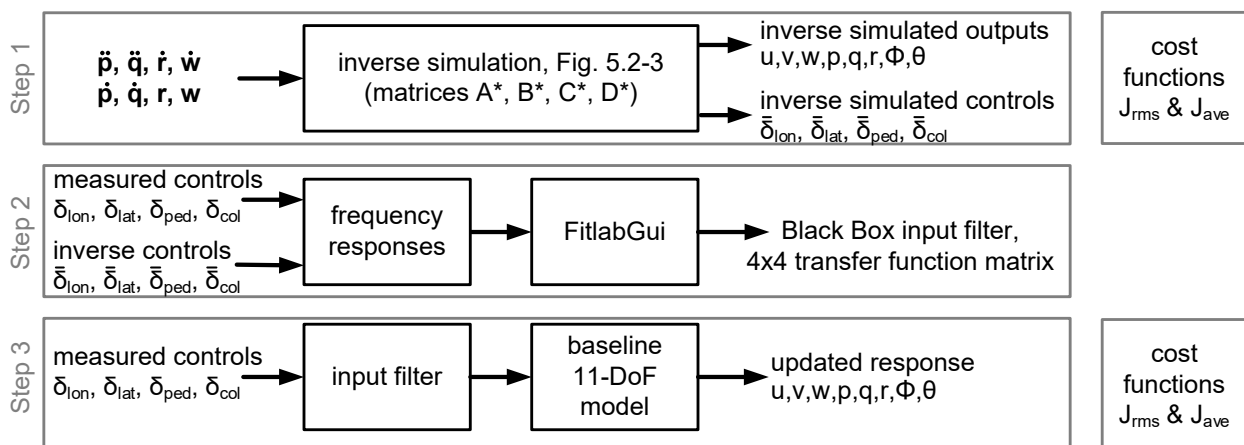 Step 1
p̈, q̈, ṙ, ẇ
ṗ, q̇, r, w
inverse simulation, Fig. 5.2-3
(matrices A*, B*, C*, D*)
inverse simulated outputs
u,v,w,p,q,r,Φ,θ
inverse simulated controls
δ̄lon, δ̄lat, δ̄ped, δ̄col
cost
functions
Jrms & Jave
Step 2
measured controls
δlon, δlat, δped, δcol
inverse controls
δ̄lon, δ̄lat, δ̄ped, δ̄col
frequency
responses
FitlabGui
Black Box input filter,
4x4 transfer function matrix
Step 3
measured controls
δlon, δlat, δped, δcol
input filter
baseline
11-DoF
model
updated response
u,v,w,p,q,r,Φ,θ
cost
functions
Jrms & Jave